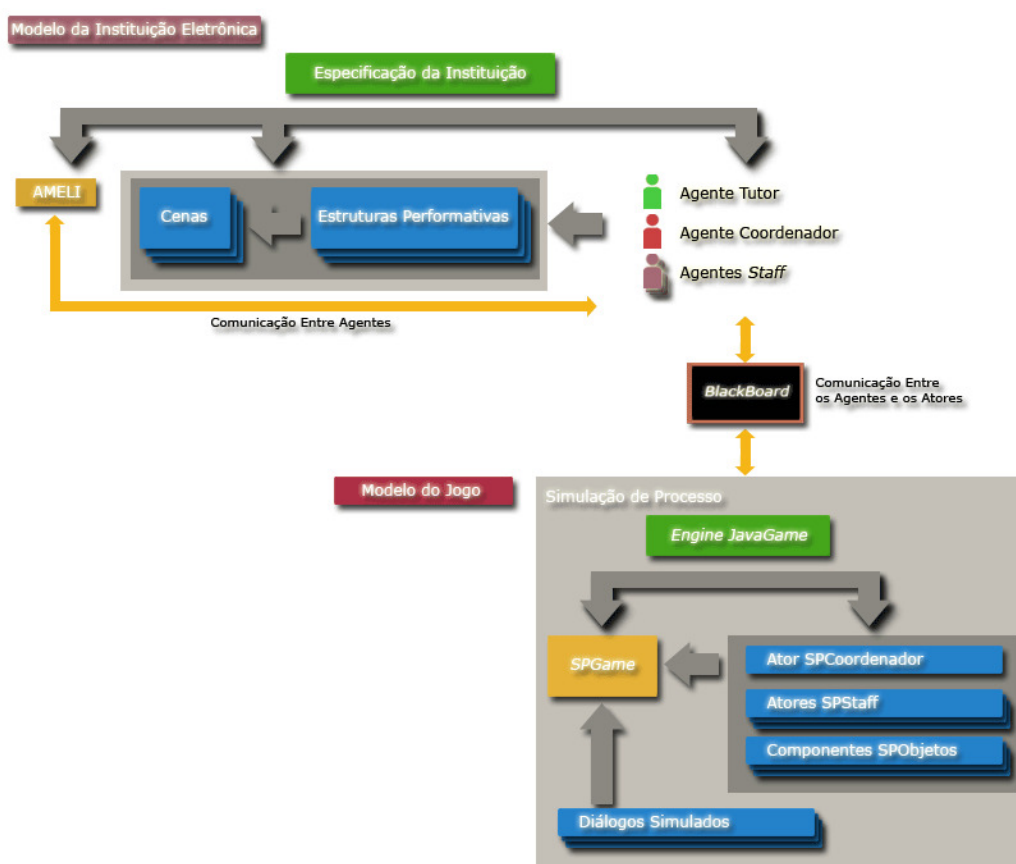 Modelo da Instituição Eletrônica
Especificação da Instituição
AMELI
Cenas
Estruturas Performativas
Agente Tutor
Agente Coordenador
Agentes Staff
Comunicação Entre Agentes
BlackBoard
Comunicação Entre
os Agentes e os Atores
Modelo do Jogo
Simulação de Processo
Engine JavaGame
SPGame
Ator SPCoordenador
Atores SPStaff
Componentes SPObjetos
Diálogos Simulados